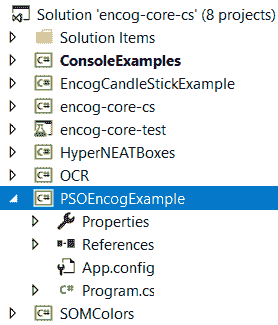 Solution 'encog-core-cs' (8 projects)
Solution Items
C# ConsoleExamples
C# EncogCandleStickExample
C# encog-core-cs
encog-core-test
C# HyperNEATBoxes
C# OCR
C# PSOEncogExample
Properties
References
App.config
C# Program.cs
C# SOMColors